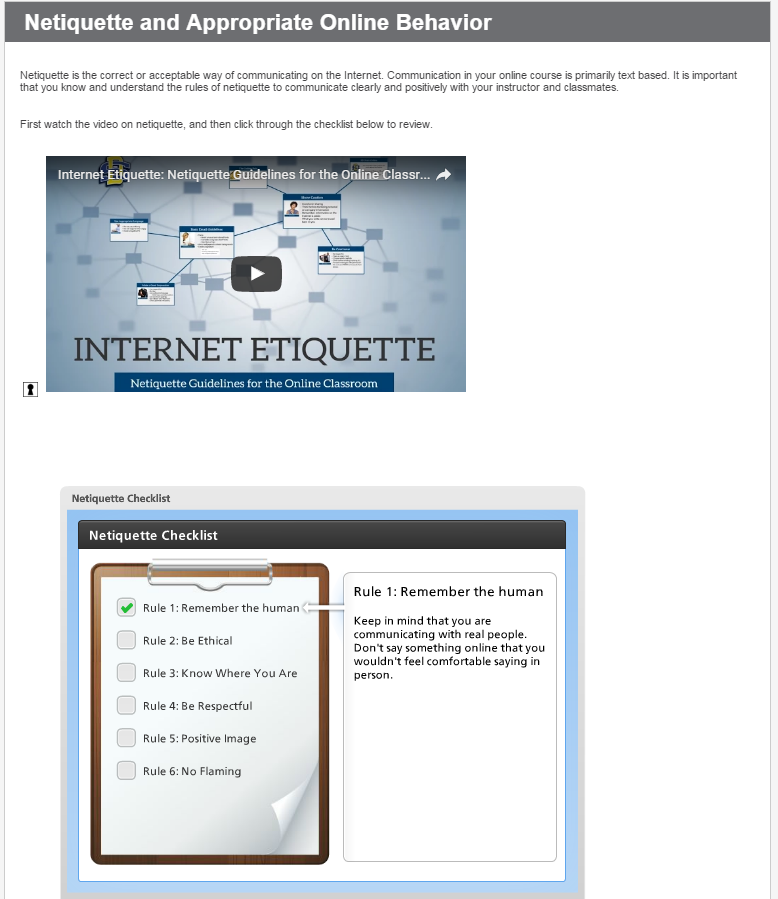 Netiquette and Appropriate Online Behavior
Netiquette is the correct or acceptable way of communicating on the Internet. Communication in your online course is primarily text based. It is important
that you know and understand the rules of netiquette to communicate clearly and positively with your instructor and classmates.
First watch the video on netiquette, and then click through the checklist below to review.
Internet Etiquette: Netiquette Guidelines for the Online Classr...
INTERNET ETIQUETTE
Netiquette Guidelines for the Online Classroom
Netiquette Checklist
Netiquette Checklist
Rule 1: Remember the human
Rule 2: Be Ethical
Rule 3: Know Where You Are
Rule 4: Be Respectful
Rule 5: Positive Image
Rule 6: No Flaming
Rule 1: Remember the human
Keep in mind that you are
communicating with real people.
Don't say something online that you
wouldn't feel comfortable saying in
person.